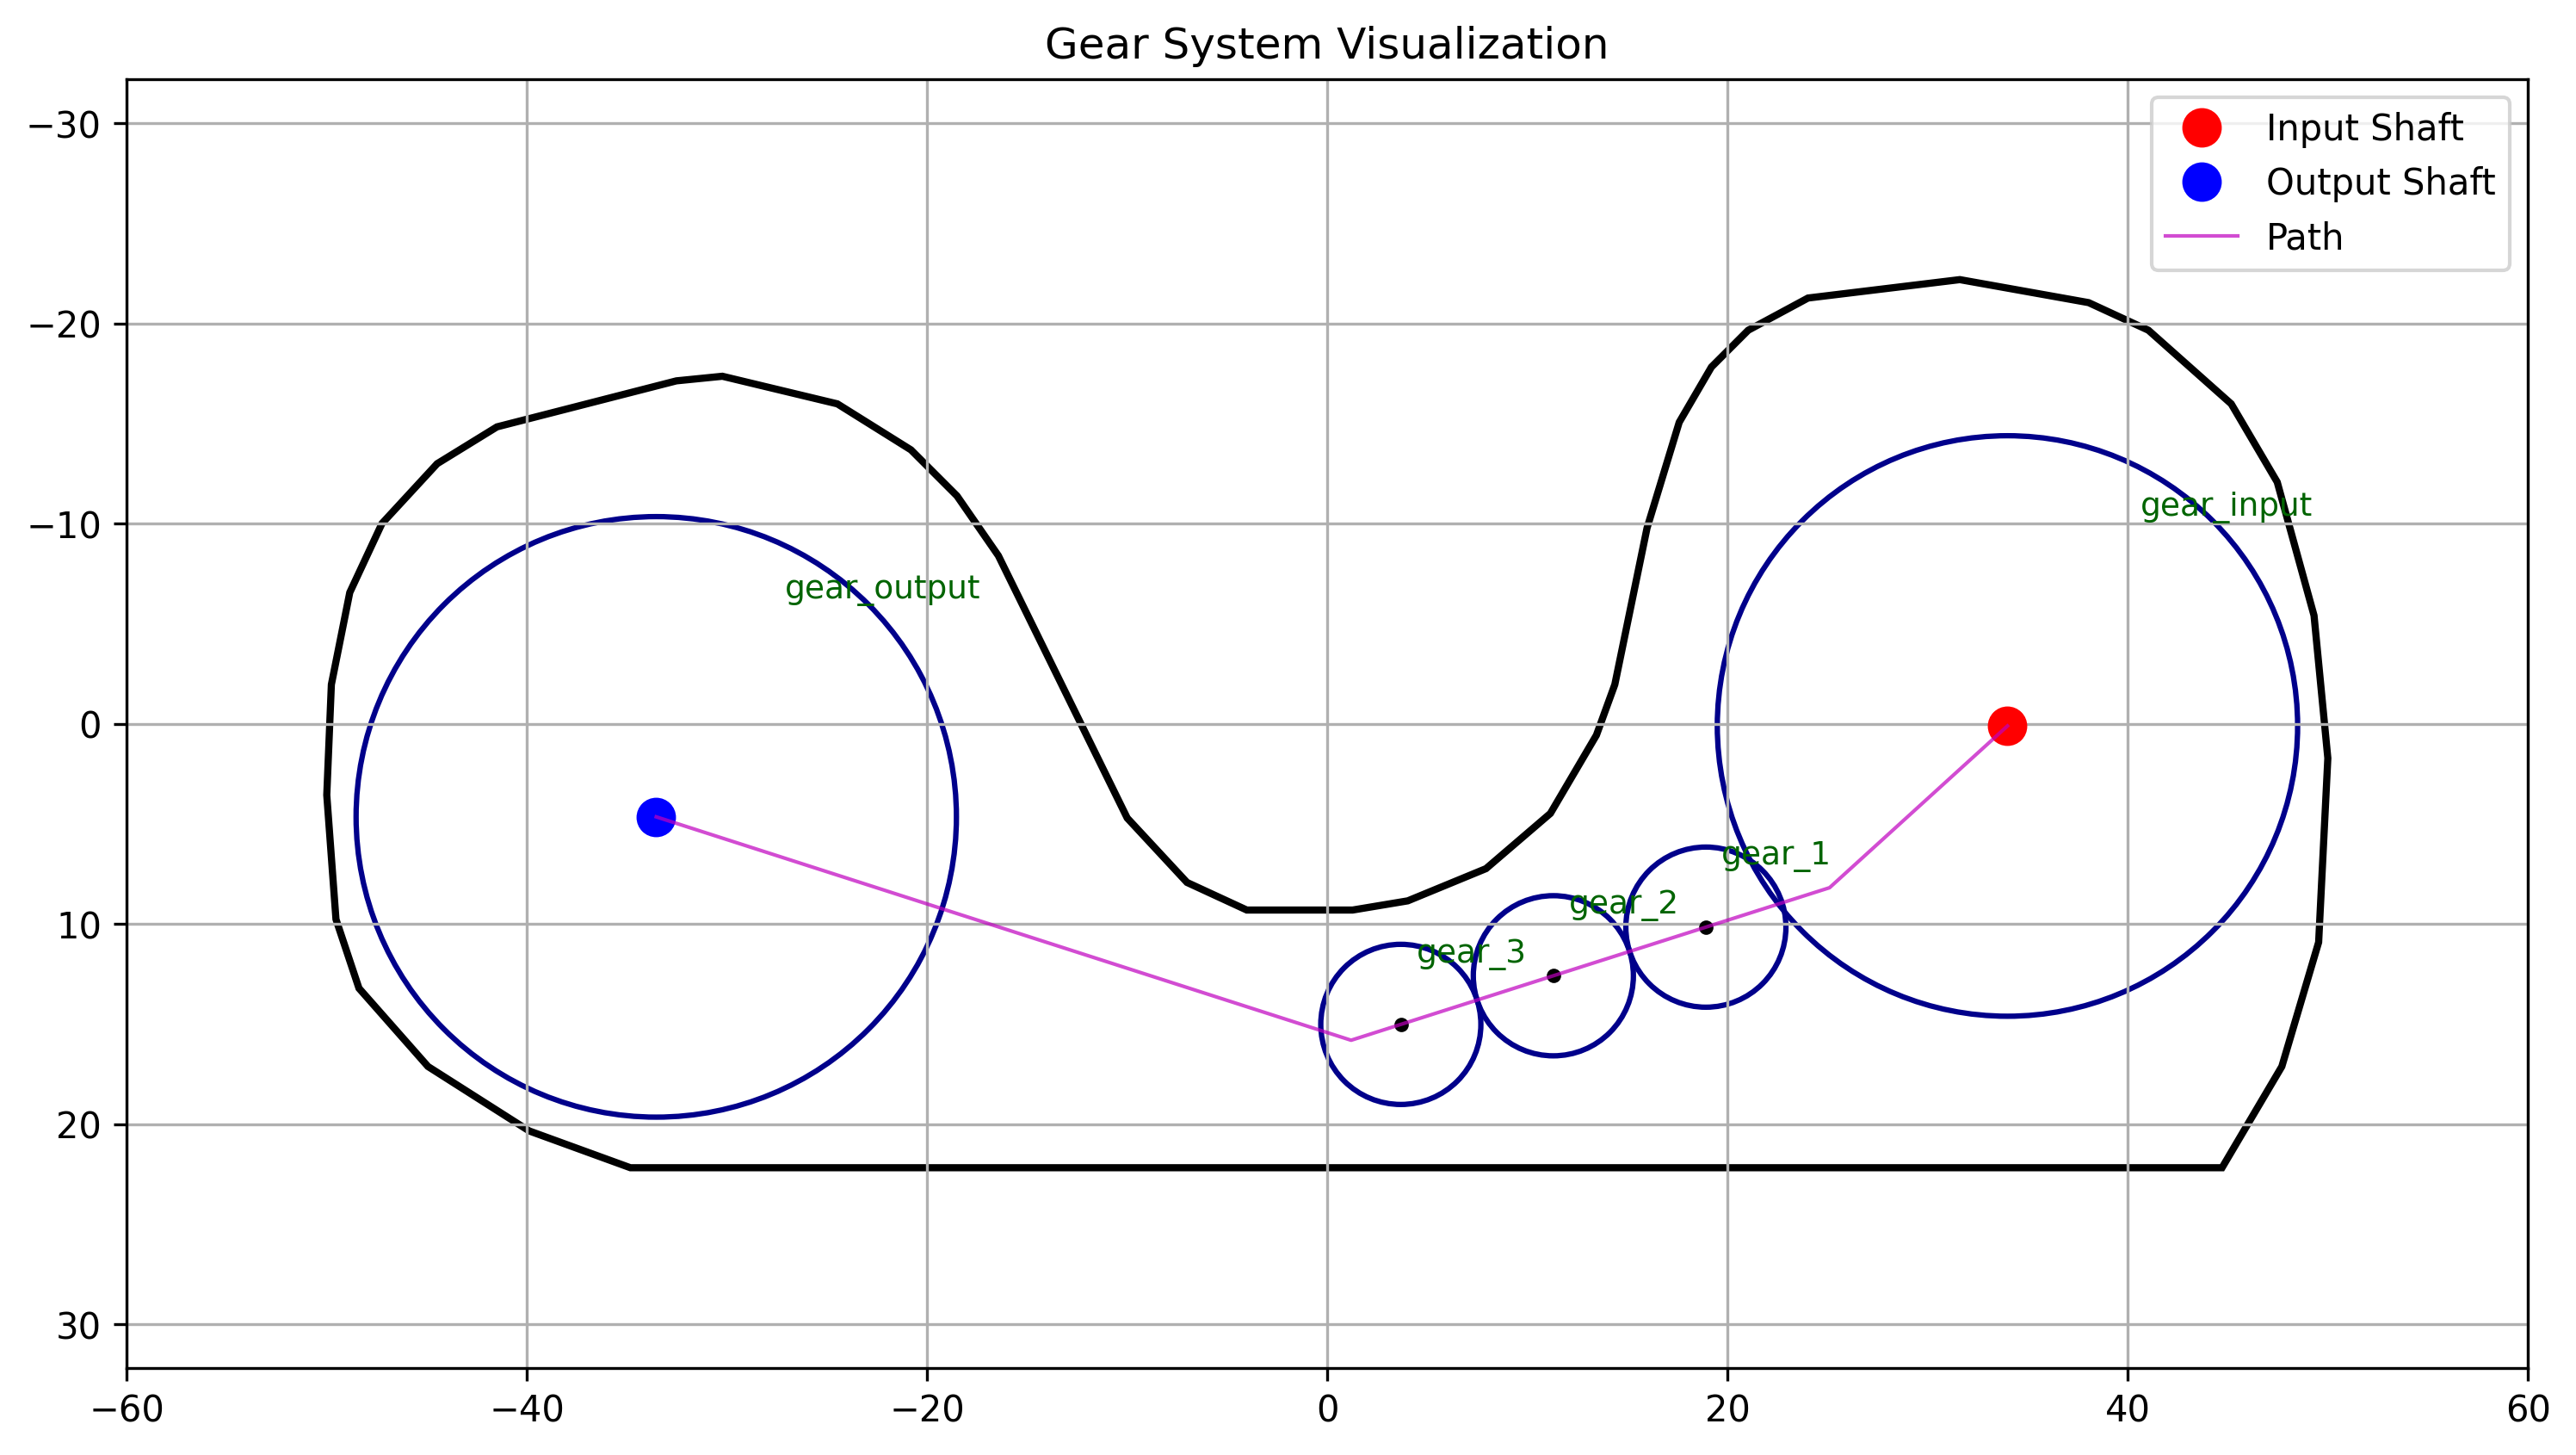 Gear System Visualization
Input Shaft
Output Shaft
Path
−30
−20
−10
0
10
20
30
gear_input
gear_output
gear_1
gear_2
gear_3
−60
−40
−20
0
20
40
60